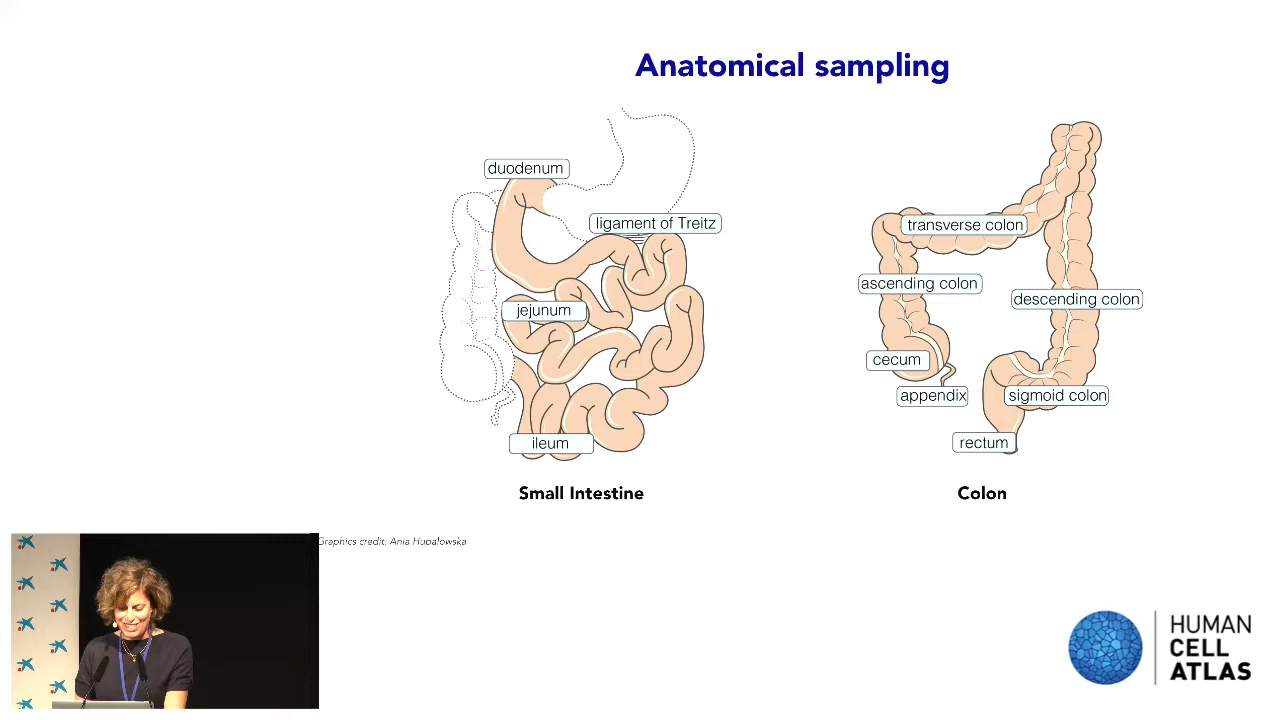 Anatomical sampling
duodenum
ligament of Treitz
jejunum
ileum
Small Intestine
transverse colon
ascending colon
descending colon
cecum
appendix
sigmoid colon
rectum
Colon
Graphics credit: Ania Hupalowska
HUMAN
CELL
ATLAS